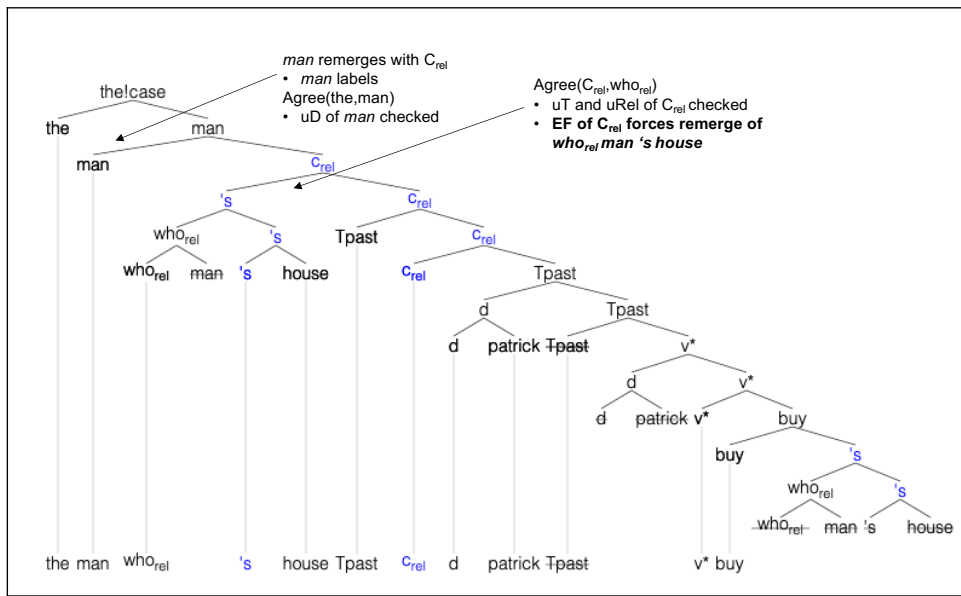 man remerges with Crel
• man labels
Agree(the,man)
• uD of man checked
Agree(Crel,whorel)
• uT and uRel of Crel checked
• EF of Crel forces remerge of
whorel man 's house
the!case
the man
man crel
's crel
whorel 's Tpast crel
whorel man 's house crel Tpast
d Tpast
d patrick Tpast v*
d v*
d patrick v* buy
buy 's
whorel 's
whorel man 's house
the man whorel 's house Tpast crel d patrick Tpast v* buy